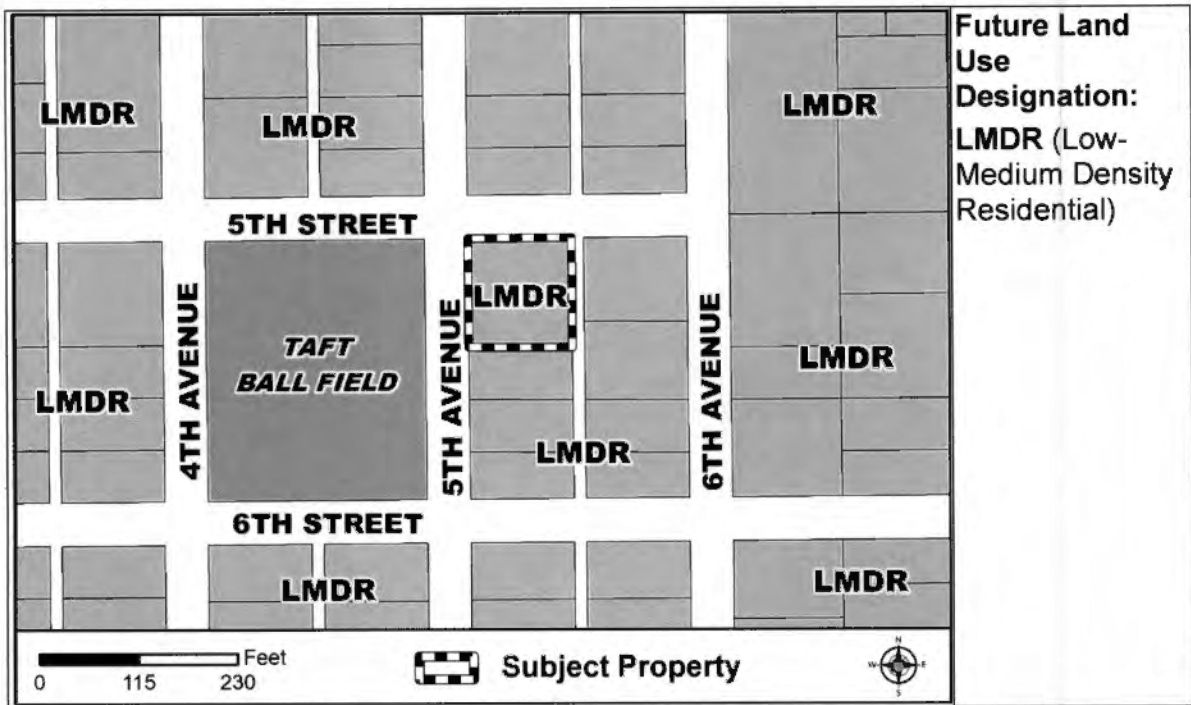 LMDR
LMDR
LMDR
5TH STREET
4TH AVENUE
TAFT
BALL FIELD
5TH AVENUE
LMDR
6TH AVENUE
LMDR
LMDR
LMDR
6TH STREET
LMDR
LMDR
Feet
0 115 230
Subject Property
N
W
E
S
Future Land
Use
Designation:
LMDR (Low-
Medium Density
Residential)